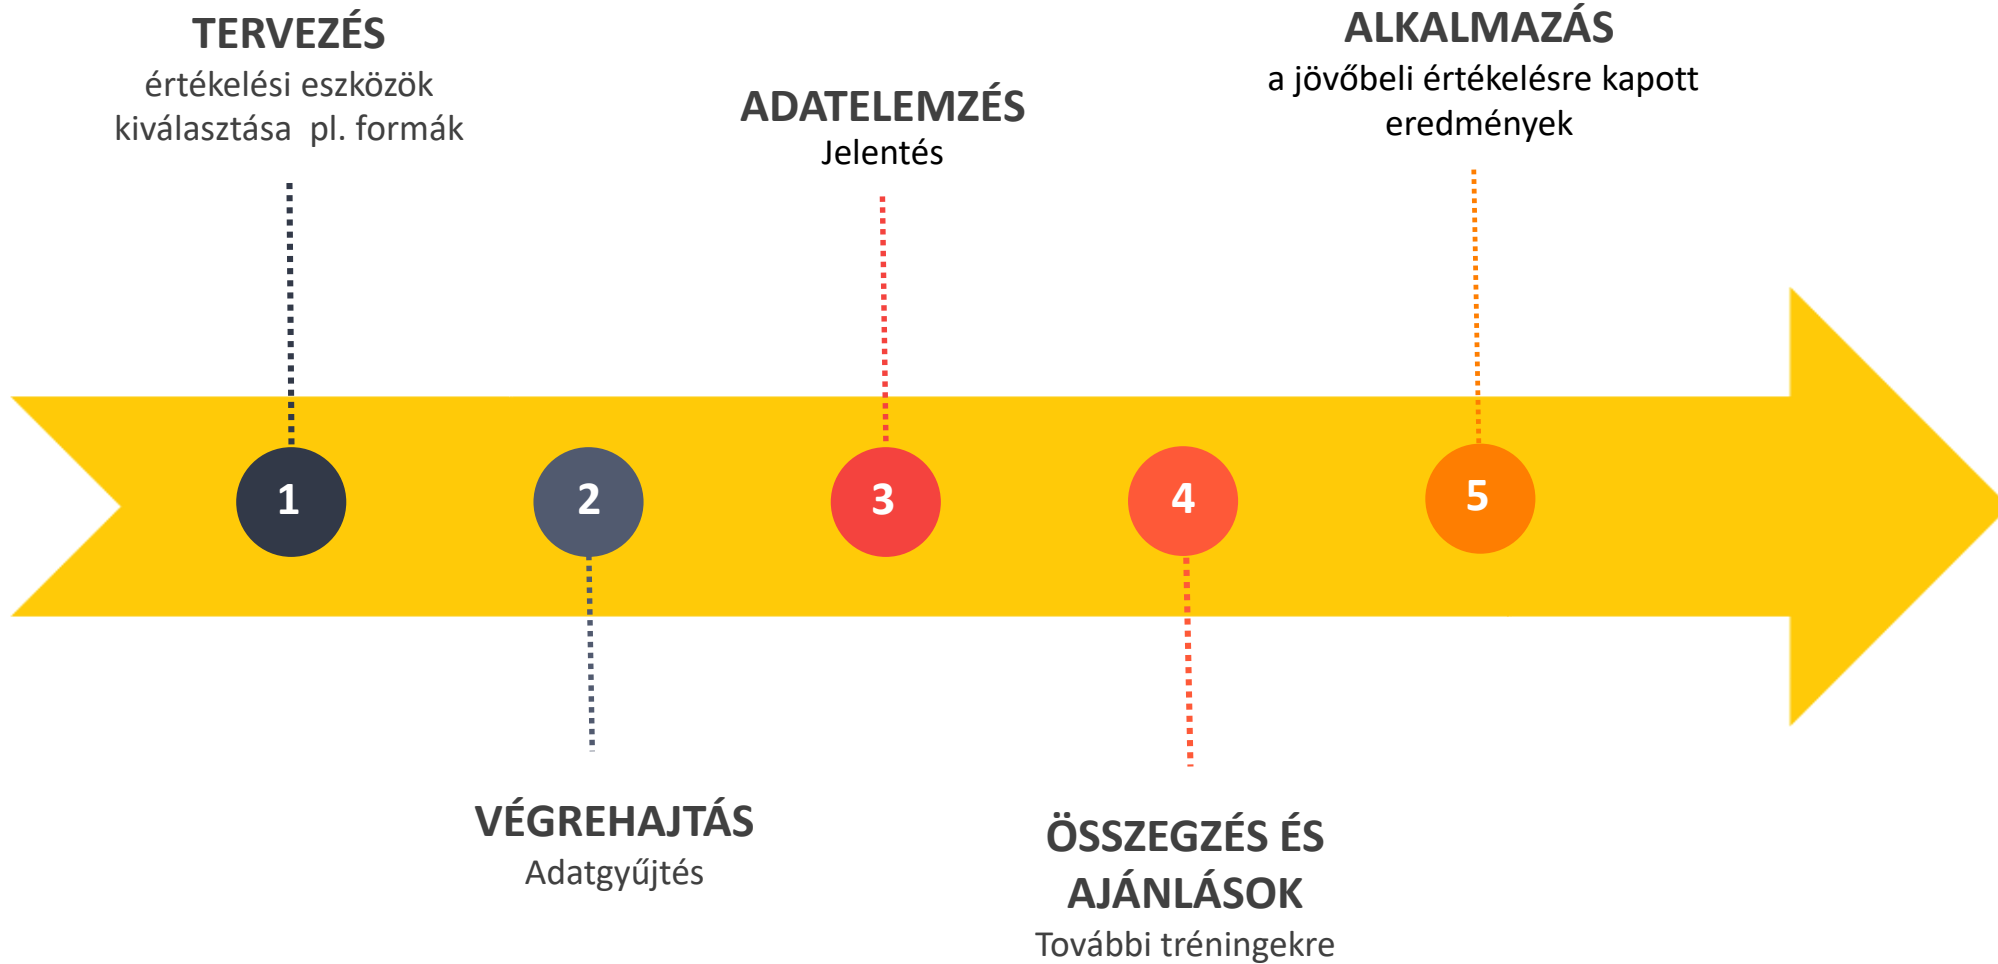 TERVEZÉS
értékelési eszközök
kiválasztása pl. formák
1
VÉGREHAJTÁS
Adatgyűjtés
2
ADATELEMZÉS
Jelentés
3
ÖSSZEGZÉS ÉS
AJÁNLÁSOK
További tréningekre
4
ALKALMAZÁS
a jövőbeli értékelésre kapott
eredmények
5